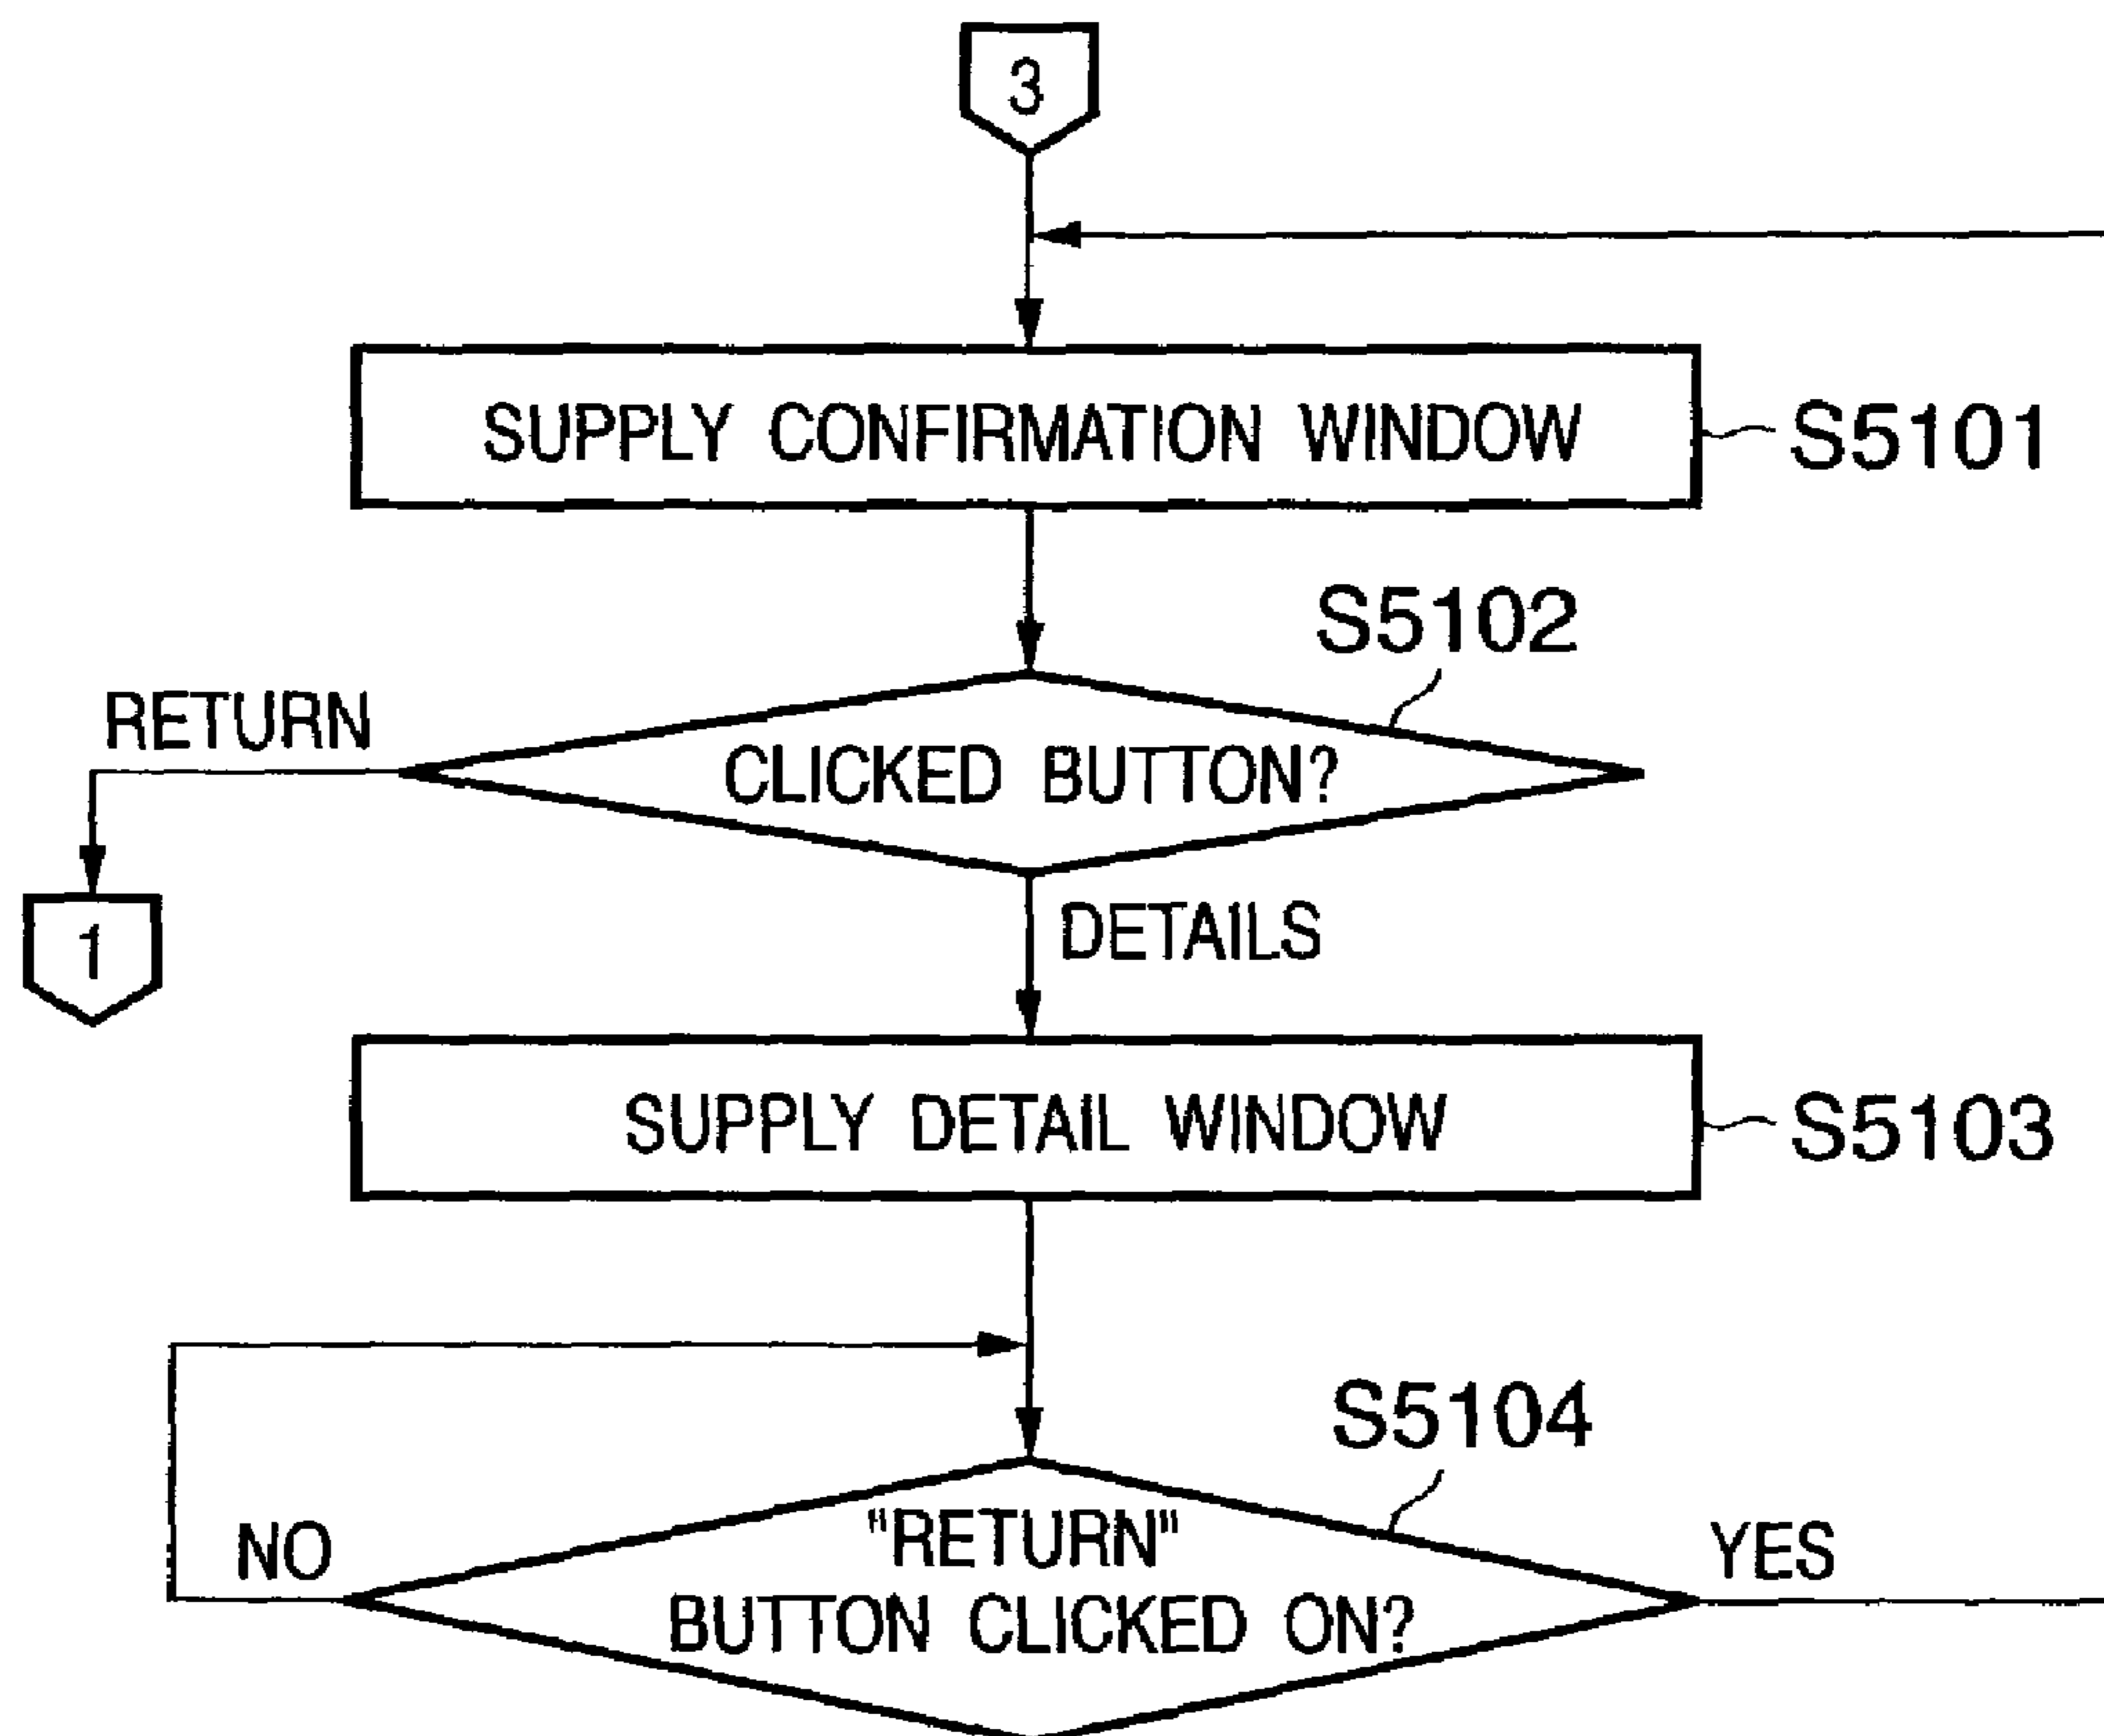 3
SUPPLY CONFIRMATION WINDOW
S5101
S5102
RETURN
CLICKED BUTTON?
1
DETAILS
SUPPLY DETAIL WINDOW
S5103
S5104
NO
"RETURN"
BUTTON CLICKED ON?
YES